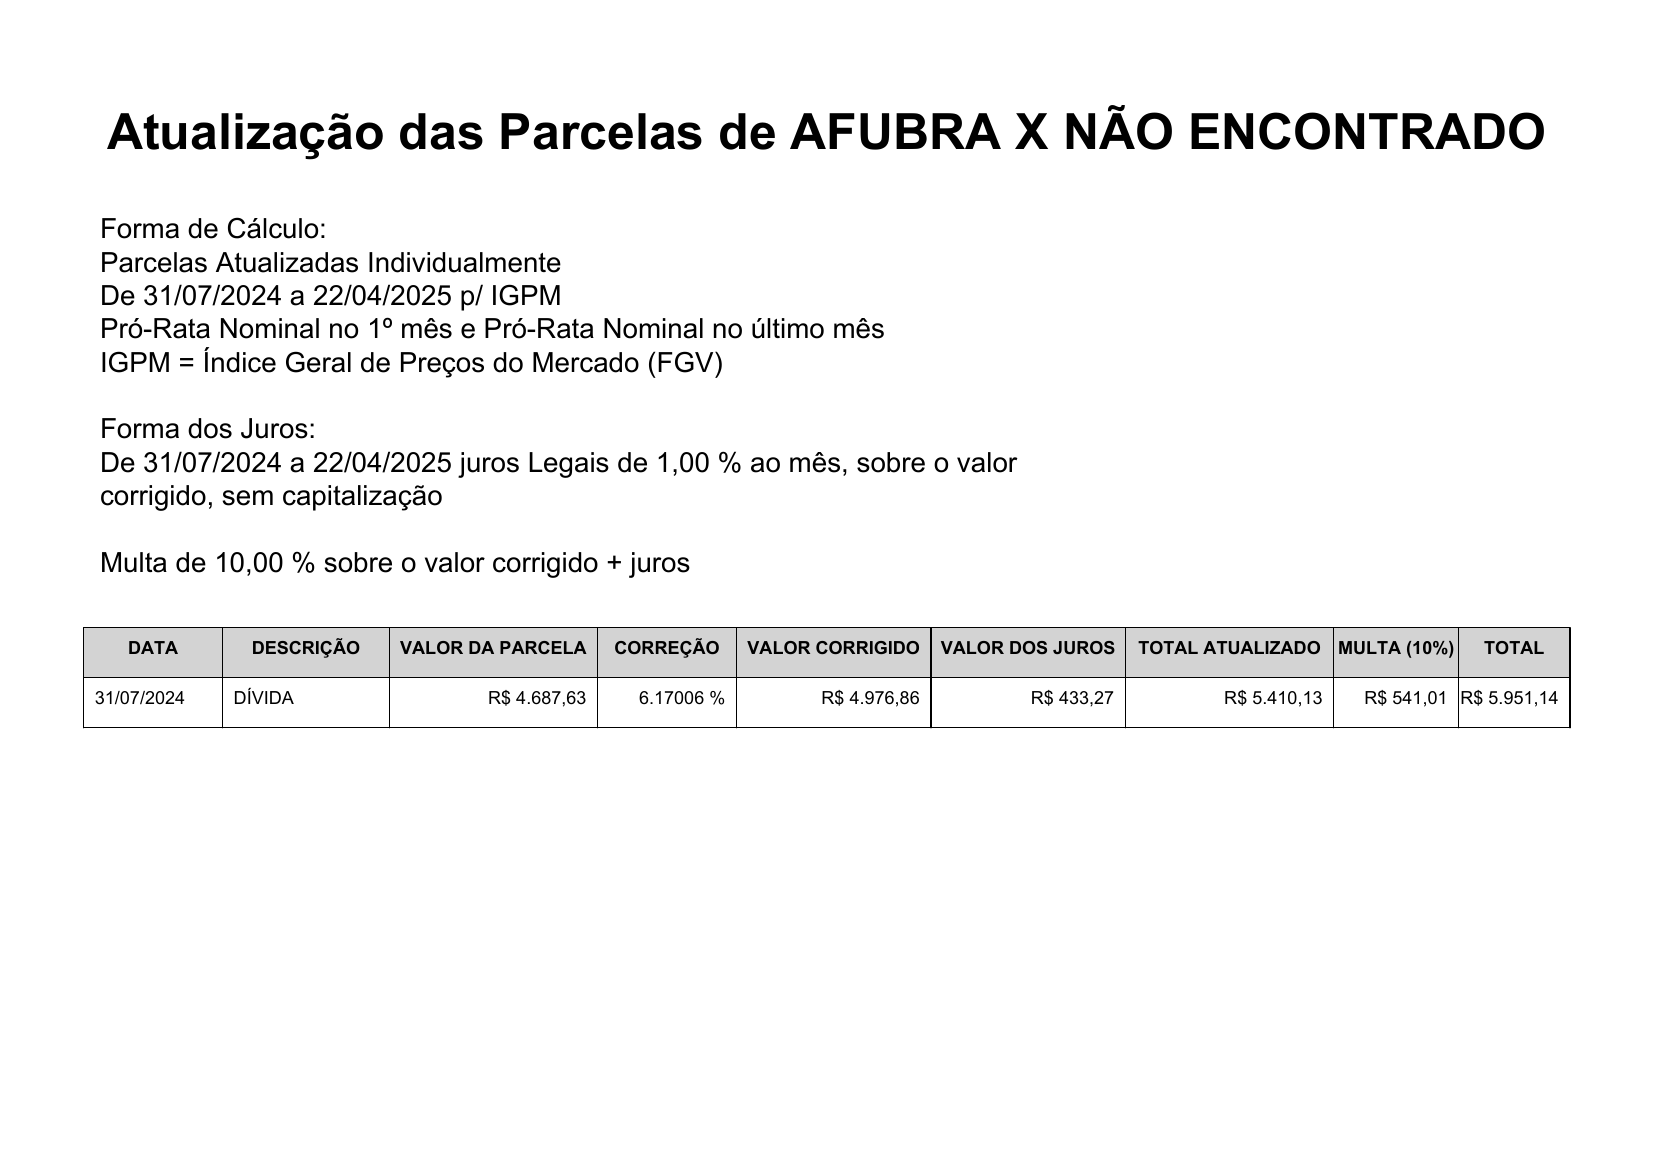 Atualização das Parcelas de AFUBRA X NÃO ENCONTRADO
Forma de Cálculo:
Parcelas Atualizadas Individualmente
De 31/07/2024 a 22/04/2025 p/ IGPM
Pró-Rata Nominal no 1º mês e Pró-Rata Nominal no último mês
IGPM = Índice Geral de Preços do Mercado (FGV)
Forma dos Juros:
De 31/07/2024 a 22/04/2025 juros Legais de 1,00 % ao mês, sobre o valor
corrigido, sem capitalização
Multa de 10,00 % sobre o valor corrigido + juros
DATA DESCRIÇÃO VALOR DA PARCELA CORREÇÃO VALOR CORRIGIDO VALOR DOS JUROS TOTAL ATUALIZADO MULTA (10%) TOTAL
31/07/2024 DÍVIDA R$ 4.687,63 6.17006 % R$ 4.976,86 R$ 433,27 R$ 5.410,13 R$ 541,01 R$ 5.951,14